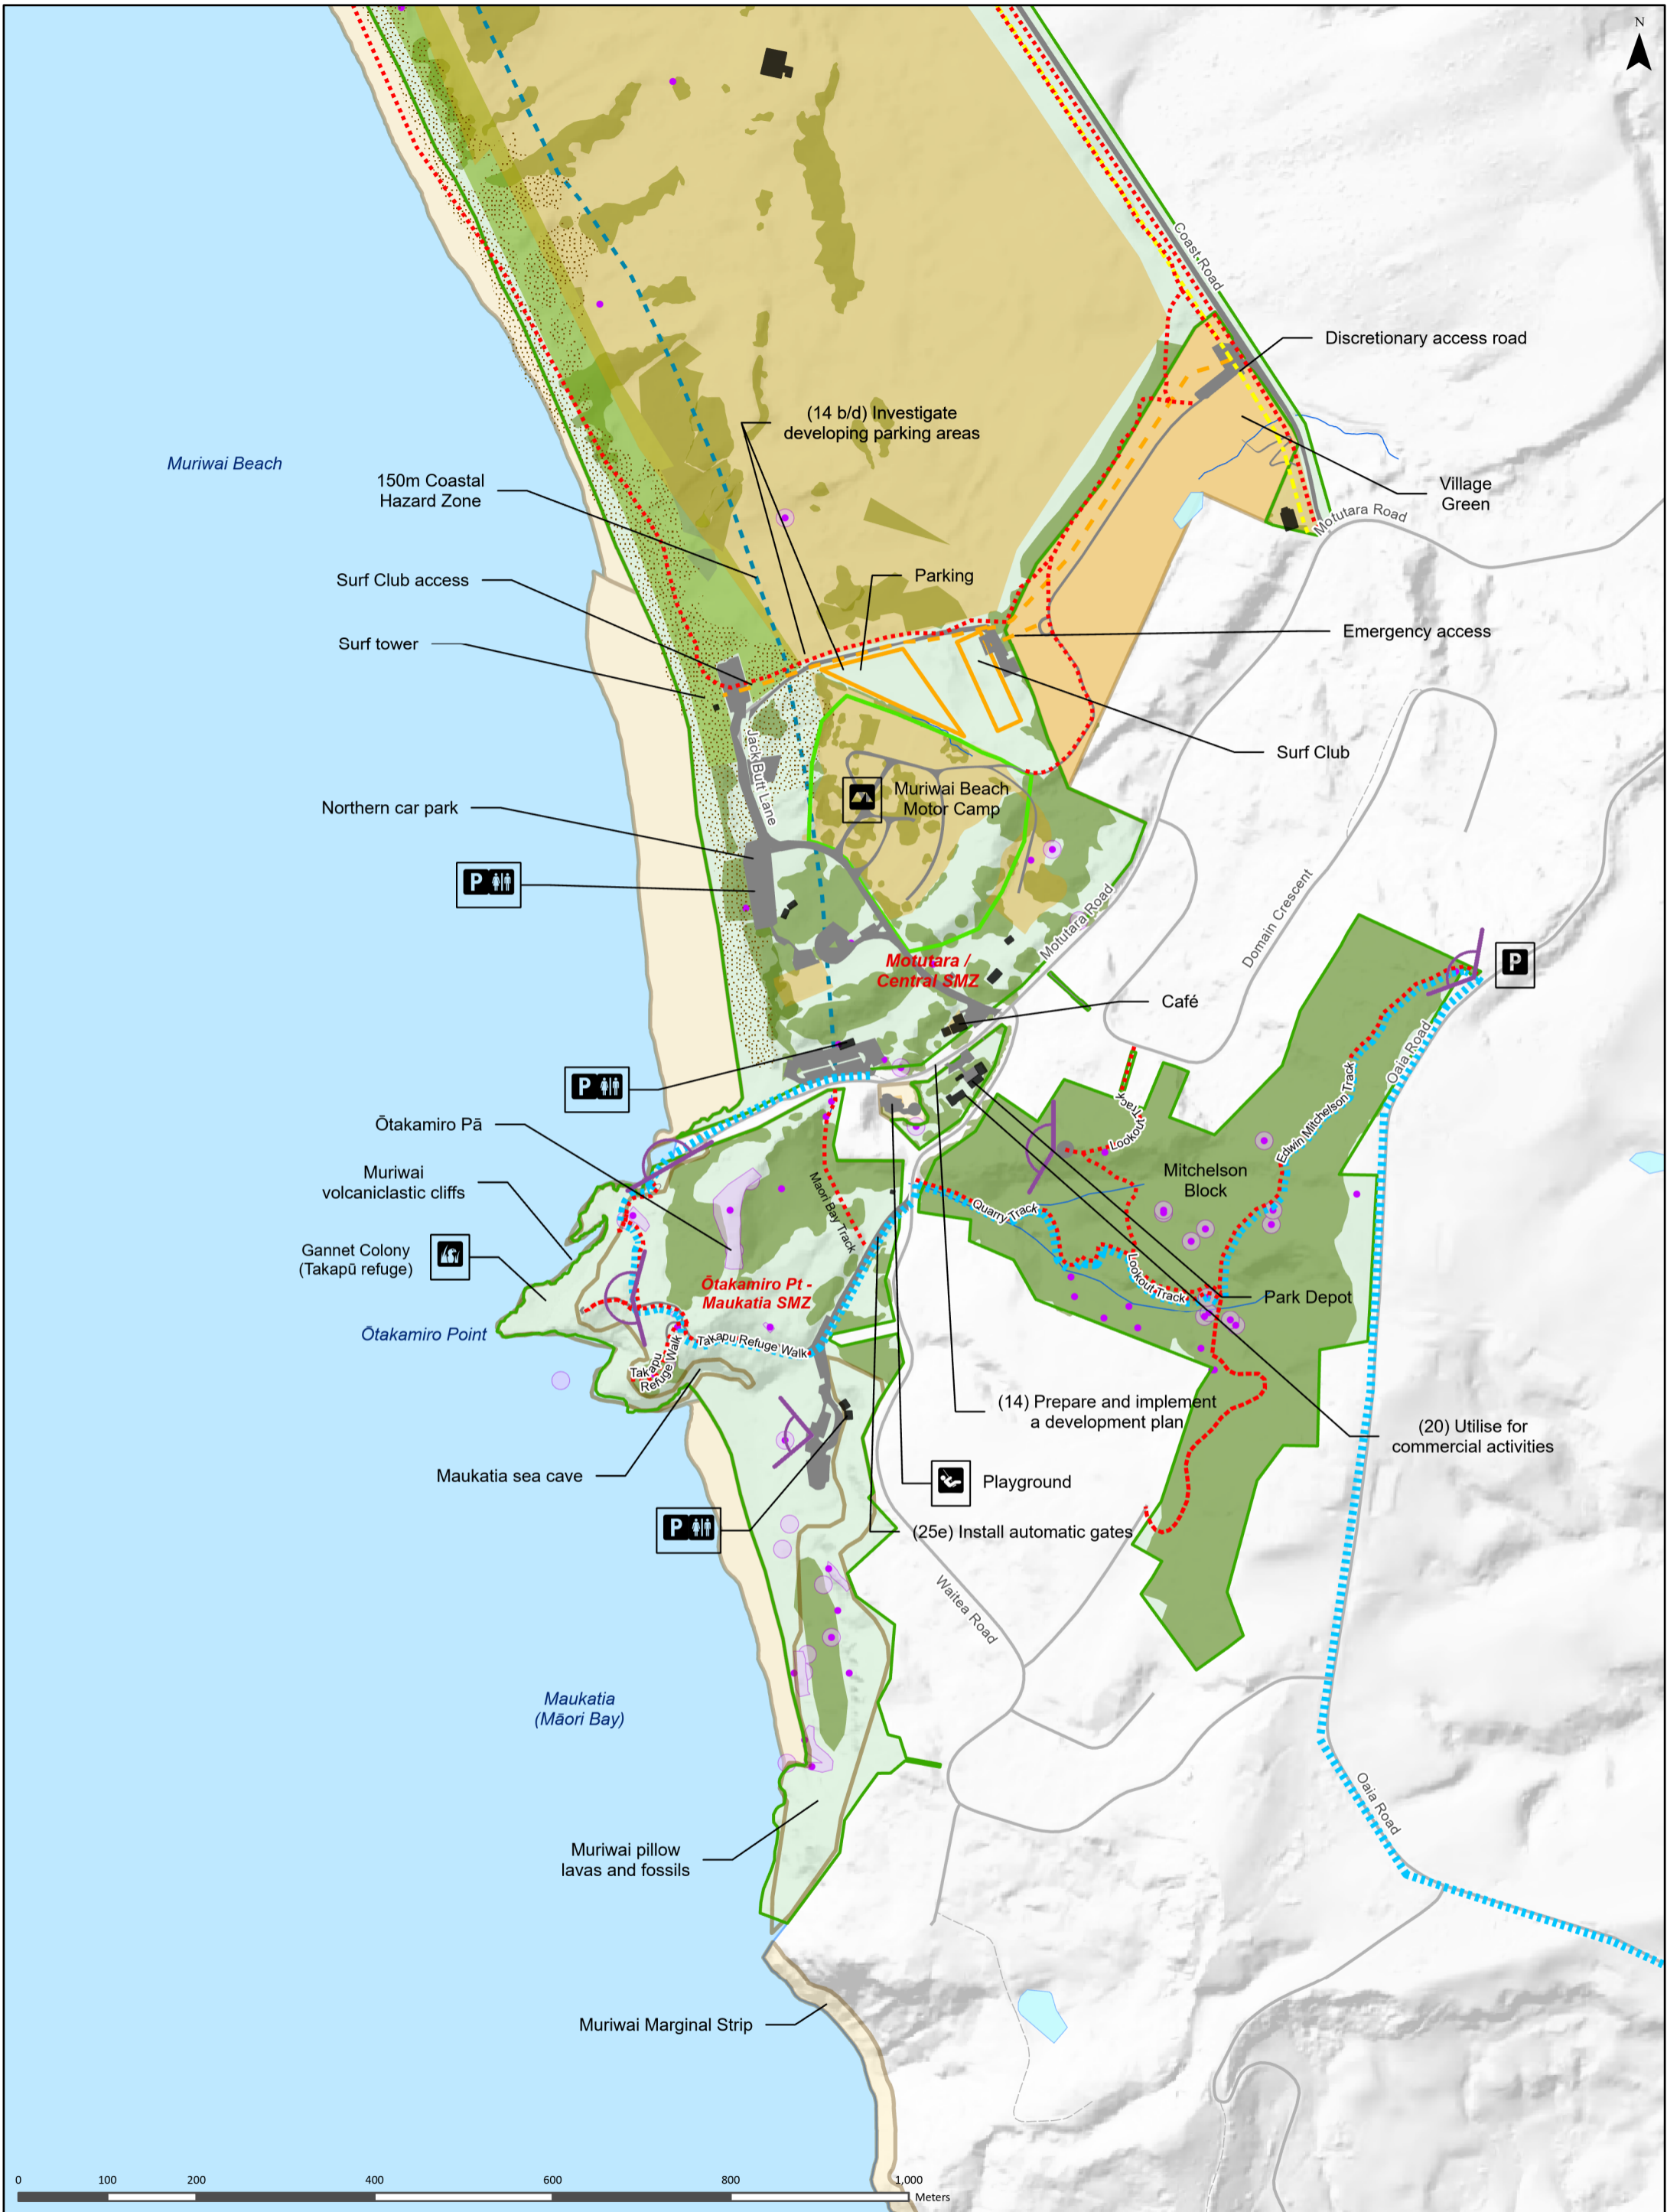 N
Coast Road
Discretionary access road
(14 b/d) Investigate
developing parking areas
Muriwai Beach
150m Coastal
Hazard Zone
Village
Green
Motutara Road
Surf Club access
Parking
Surf tower
Emergency access
Jack Butt Lane
Surf Club
Muriwai Beach
Motor Camp
Northern car park
P
Motutara Road
Domain Crescent
Motutara /
Central SMZ
P
Café
Oaia Road
P
Edwin Mitchelson Track
Ōtakamiro Pā
Lookout
Track
Muriwai
volcaniclastic cliffs
Mitchelson
Block
Maori Bay Track
Quarry Track
Gannet Colony
(Takapū refuge)
Ōtakamiro Pt -
Maukatia SMZ
Lookout Track
Park Depot
Ōtakamiro Point
Takapu Refuge Walk
Takapu
Refuge Walk
(14) Prepare and implement
a development plan
(20) Utilise for
commercial activities
Maukatia sea cave
Playground
P
(25e) Install automatic gates
Waitea Road
Maukatia
(Māori Bay)
Oaia Road
Muriwai pillow
lavas and fossils
Muriwai Marginal Strip
0 100 200 400 600 800 1,000
Meters